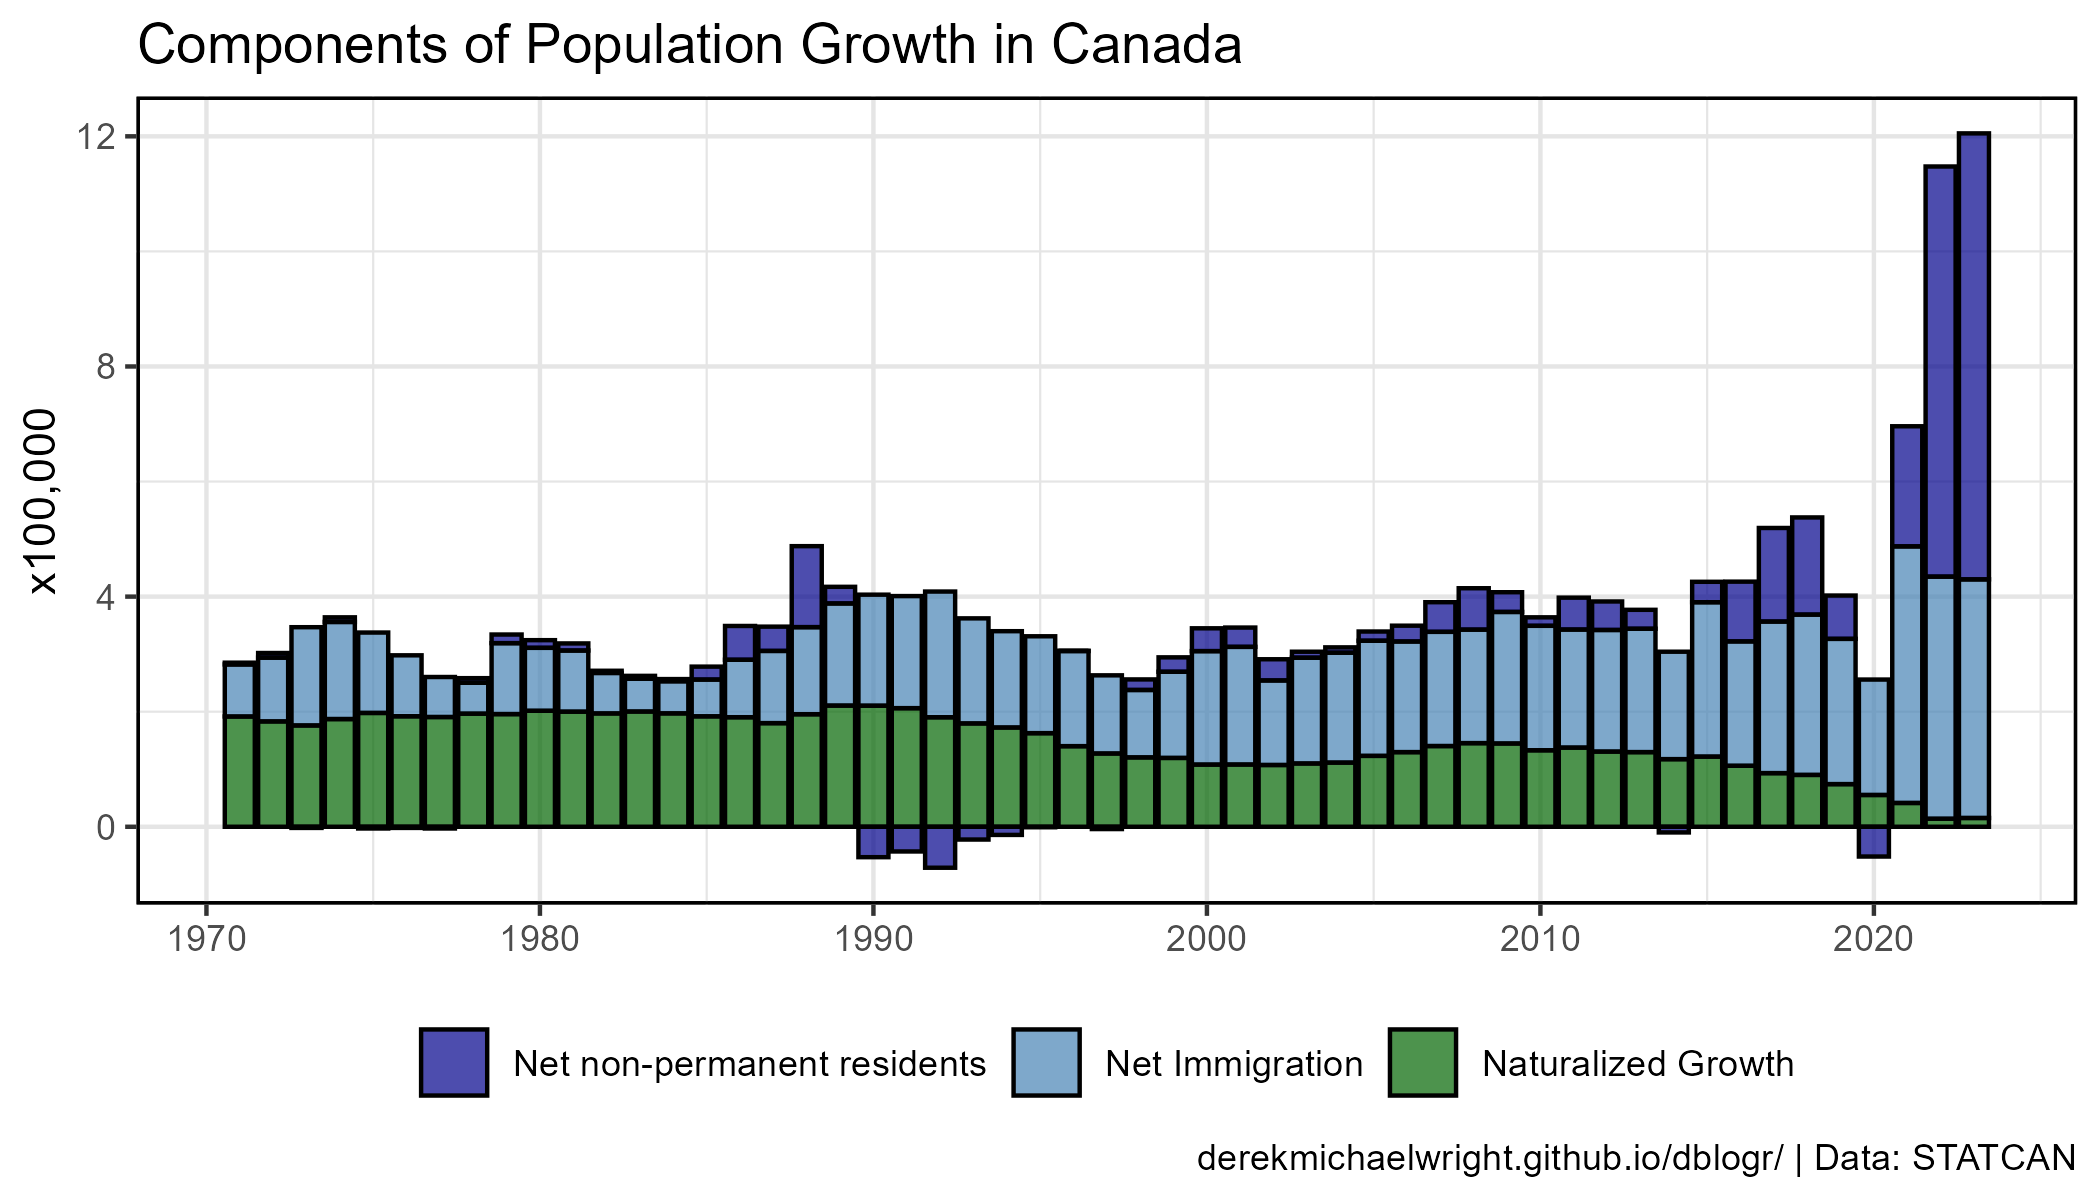 Components of Population Growth in Canada
x100,000
12
8
4
0
1970 1980 1990 2000 2010 2020
Net non-permanent residents Net Immigration Naturalized Growth
derekmichaelwright.github.io/dblogr/ | Data: STATCAN